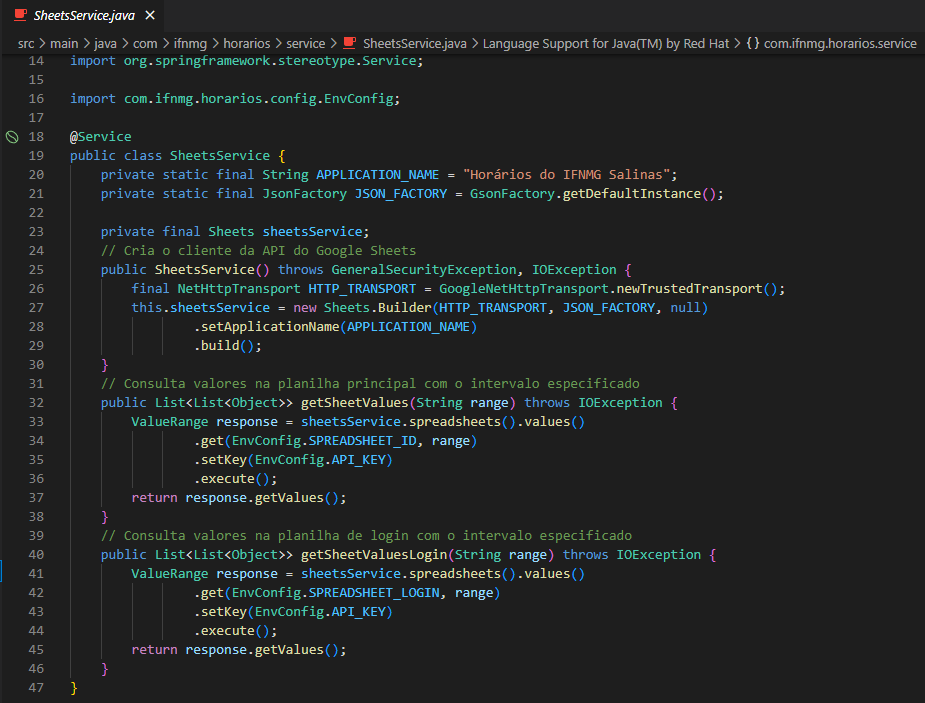 SheetsService.java ×
src > main > java > com > ifnmg > horarios > service > SheetsService.java > Language Support for Java(TM) by Red Hat > {} com.ifnmg.horarios.service
14 import org.springframework.stereotype.Service;
15
16 import com.ifnmg.horarios.config.EnvConfig;
17
18 @Service
19 public class SheetsService {
20 private static final String APPLICATION_NAME = "Horários do IFNMG Salinas";
21 private static final JsonFactory JSON_FACTORY = GsonFactory.getDefaultInstance();
22
23 private final Sheets sheetsService;
24 // Cria o cliente da API do Google Sheets
25 public SheetsService() throws GeneralSecurityException, IOException {
26 final NetHttpTransport HTTP_TRANSPORT = GoogleNetHttpTransport.newTrustedTransport();
27 this.sheetsService = new Sheets.Builder(HTTP_TRANSPORT, JSON_FACTORY, null)
28 .setApplicationName(APPLICATION_NAME)
29 .build();
30 }
31 // Consulta valores na planilha principal com o intervalo especificado
32 public List<List<Object>> getSheetValues(String range) throws IOException {
33 ValueRange response = sheetsService.spreadsheets().values()
34 .get(EnvConfig.SPREADSHEET_ID, range)
35 .setKey(EnvConfig.API_KEY)
36 .execute();
37 return response.getValues();
38 }
39 // Consulta valores na planilha de login com o intervalo especificado
40 public List<List<Object>> getSheetValuesLogin(String range) throws IOException {
41 ValueRange response = sheetsService.spreadsheets().values()
42 .get(EnvConfig.SPREADSHEET_LOGIN, range)
43 .setKey(EnvConfig.API_KEY)
44 .execute();
45 return response.getValues();
46 }
47 }